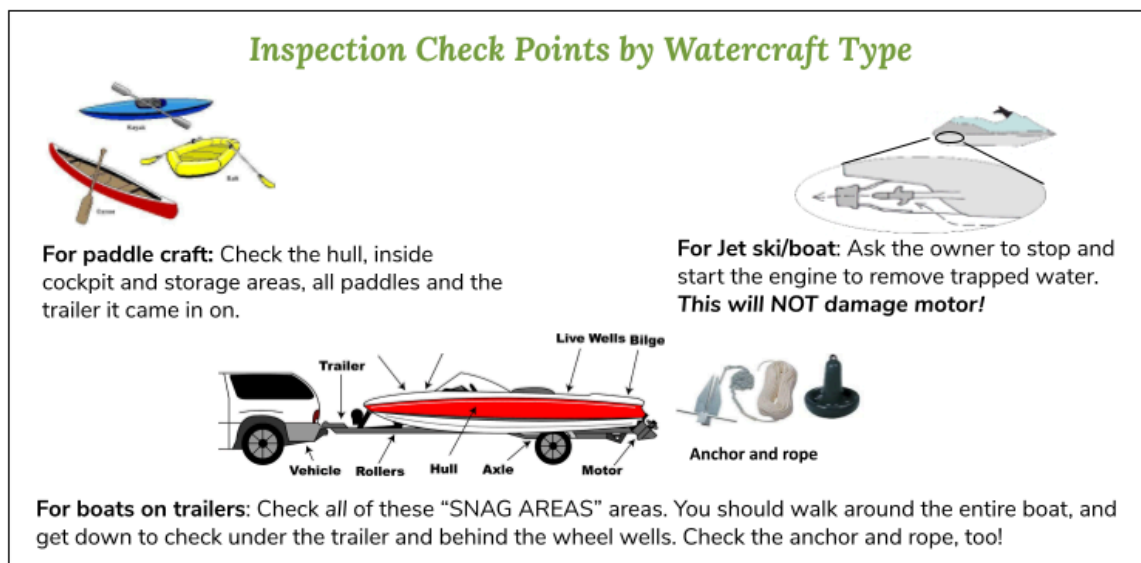 Inspection Check Points by Watercraft Type
Kayak
Raft
Canoe
For paddle craft: Check the hull, inside
cockpit and storage areas, all paddles and the
trailer it came in on.
For Jet ski/boat: Ask the owner to stop and
start the engine to remove trapped water.
This will NOT damage motor!
Trailer
Live Wells
Bilge
Vehicle
Rollers
Hull
Axle
Motor
Anchor and rope
For boats on trailers: Check all of these “SNAG AREAS” areas. You should walk around the entire boat, and
get down to check under the trailer and behind the wheel wells. Check the anchor and rope, too!